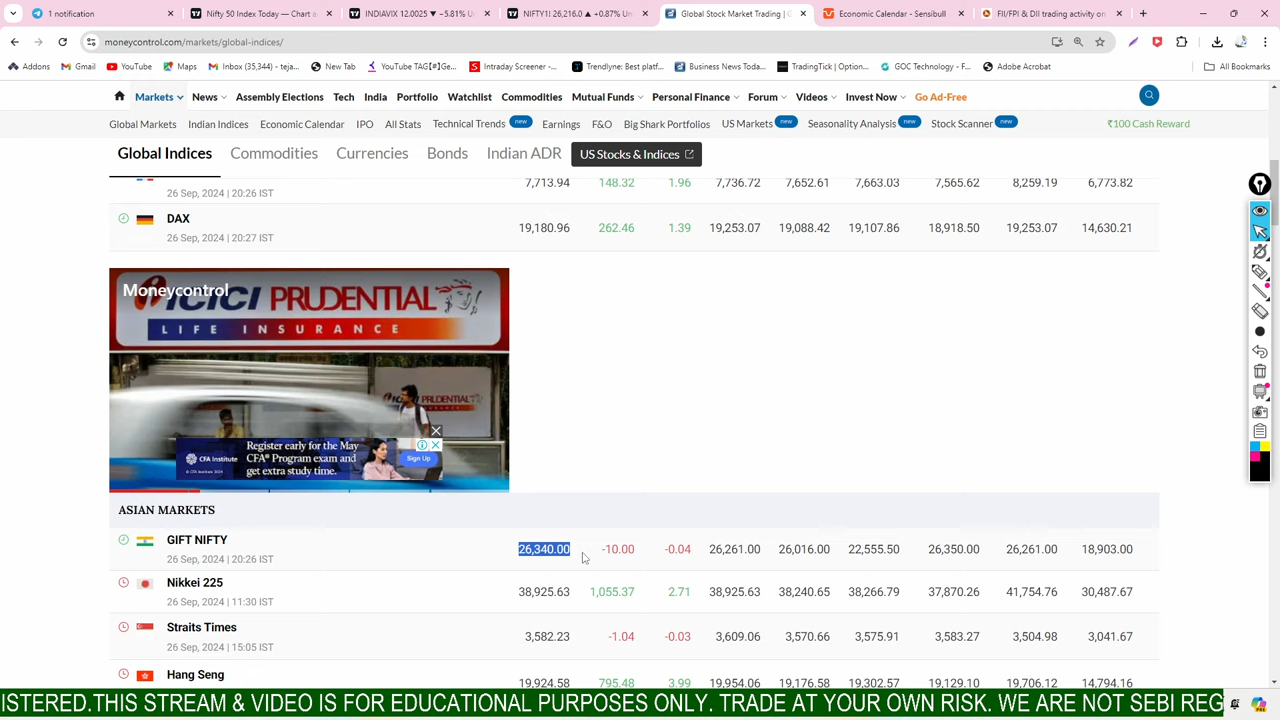 1 notification
Nifty 50 Index Today — Chart a
INDIAVIX 12.0025 ▼ −5.81% Un
NIFTY1! 26,216.0 ▲ +0.87% Un
Global Stock Market Trading | G
Economic Calendar - Sensibull
FII/FPI & DII trading activity on
moneycontrol.com/markets/global-indices/
Addons
Gmail
YouTube
Maps
Inbox (35,344) - teja...
New Tab
YouTube TAG【#】Ge...
Intraday Screener -...
Trendlyne: Best platf...
Business News Toda...
TradingTick | Option...
GOC Technology - F...
Adobe Acrobat
All Bookmarks
Markets
News
Assembly Elections
Tech
India
Portfolio
Watchlist
Commodities
Mutual Funds
Personal Finance
Forum
Videos
Invest Now
Go Ad-Free
Global Markets
Indian Indices
Economic Calendar
IPO
All Stats
Technical Trends new
Earnings
F&O
Big Shark Portfolios
US Markets new
Seasonality Analysis new
Stock Scanner new
₹100 Cash Reward
Global Indices
Commodities
Currencies
Bonds
Indian ADR
US Stocks & Indices
26 Sep, 2024 | 20:26 IST
7,713.94 148.32 1.96 7,736.72 7,652.61 7,663.03 7,565.62 8,259.19 6,773.82
DAX
26 Sep, 2024 | 20:27 IST
19,180.96 262.46 1.39 19,253.07 19,088.42 19,107.86 18,918.50 19,253.07 14,630.21
Moneycontrol
ICICI PRUDENTIAL
LIFE INSURANCE
PRUDENTIAL
CFA Institute
Register early for the May
CFA® Program exam and
get extra study time.
Sign Up
ASIAN MARKETS
GIFT NIFTY
26 Sep, 2024 | 20:26 IST
26,340.00 -10.00 -0.04 26,261.00 26,016.00 22,555.50 26,350.00 26,261.00 18,903.00
Nikkei 225
26 Sep, 2024 | 11:30 IST
38,925.63 1,055.37 2.71 38,925.63 38,240.65 38,266.79 37,870.26 41,754.76 30,487.67
Straits Times
26 Sep, 2024 | 15:05 IST
3,582.23 -1.04 -0.03 3,609.06 3,570.66 3,575.91 3,583.27 3,504.98 3,041.67
Hang Seng
19,924.58 795.48 3.99 19,954.06 19,176.58 19,302.57 19,129.10 19,706.12 14,794.16
ISTERED.THIS STREAM & VIDEO IS FOR EDUCATIONAL PURPOSES ONLY. TRADE AT YOUR OWN RISK. WE ARE NOT SEBI REG